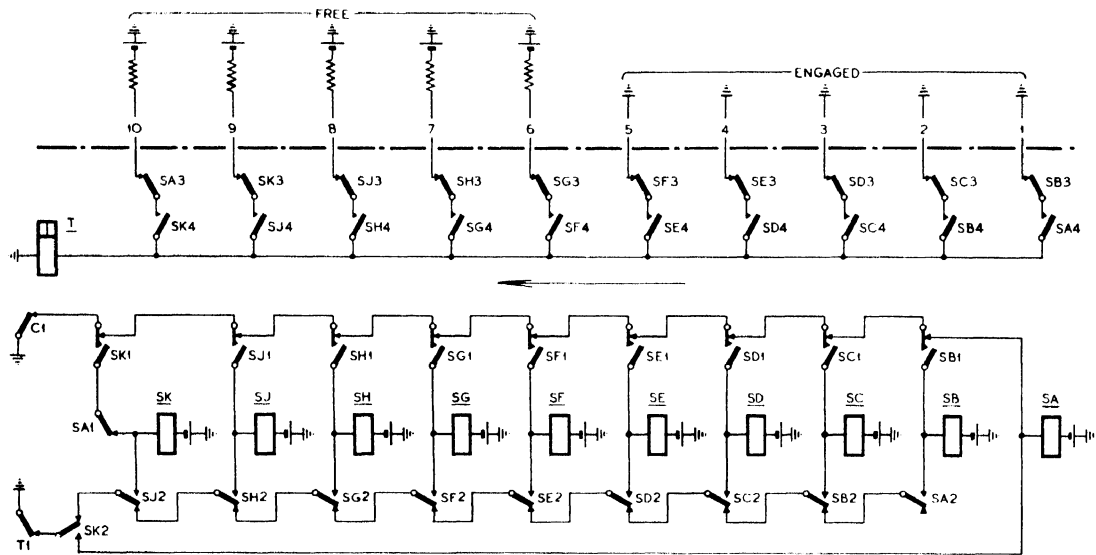 FREE
ENGAGED
10 9 8 7 6 5 4 3 2 1
SA3 SK3 SJ3 SH3 SG3 SF3 SE3 SD3 SC3 SB3
T SK4 SJ4 SH4 SG4 SF4 SE4 SD4 SC4 SB4 SA4
C1
SK1 SJ1 SH1 SG1 SF1 SE1 SD1 SC1 SB1
SK SJ SH SG SF SE SD SC SB SA
SA1
SJ2 SH2 SG2 SF2 SE2 SD2 SC2 SB2 SA2
T1 SK2